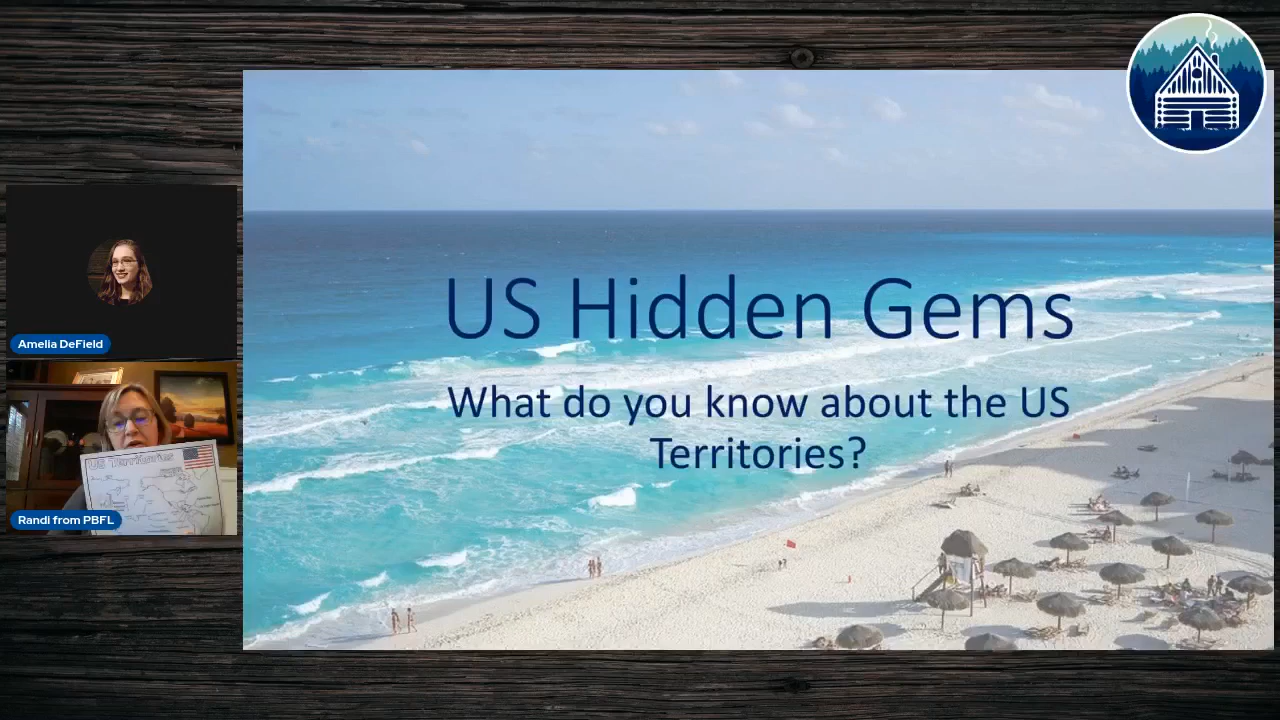 US Hidden Gems
What do you know about the US
Territories?
Amelia DeField
Randi from PBFL
US Territories